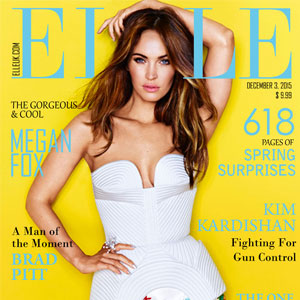 ELLE
ELLEUK.COM
DECEMBER 3, 2015
$ 9.99
THE GORGEOUS
& COOL
MEGAN
FOX
618
PAGES OF
SPRING
SURPRISES
KIM
KARDISHAN
Fighting For
Gun Control
A Man of
the Moment
BRAD
PITT
THE ONE